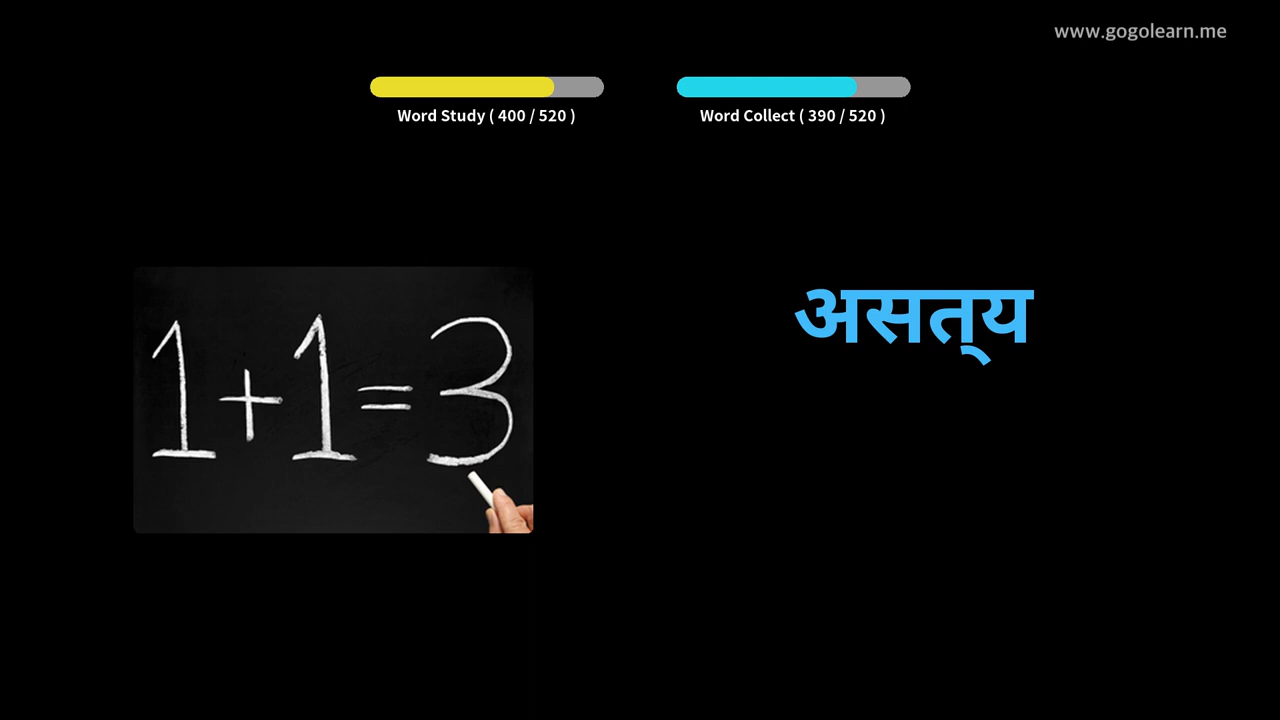 www.gogolearn.me
Word Study ( 400 / 520 )
Word Collect ( 390 / 520 )
1+1=3
असत्‌य